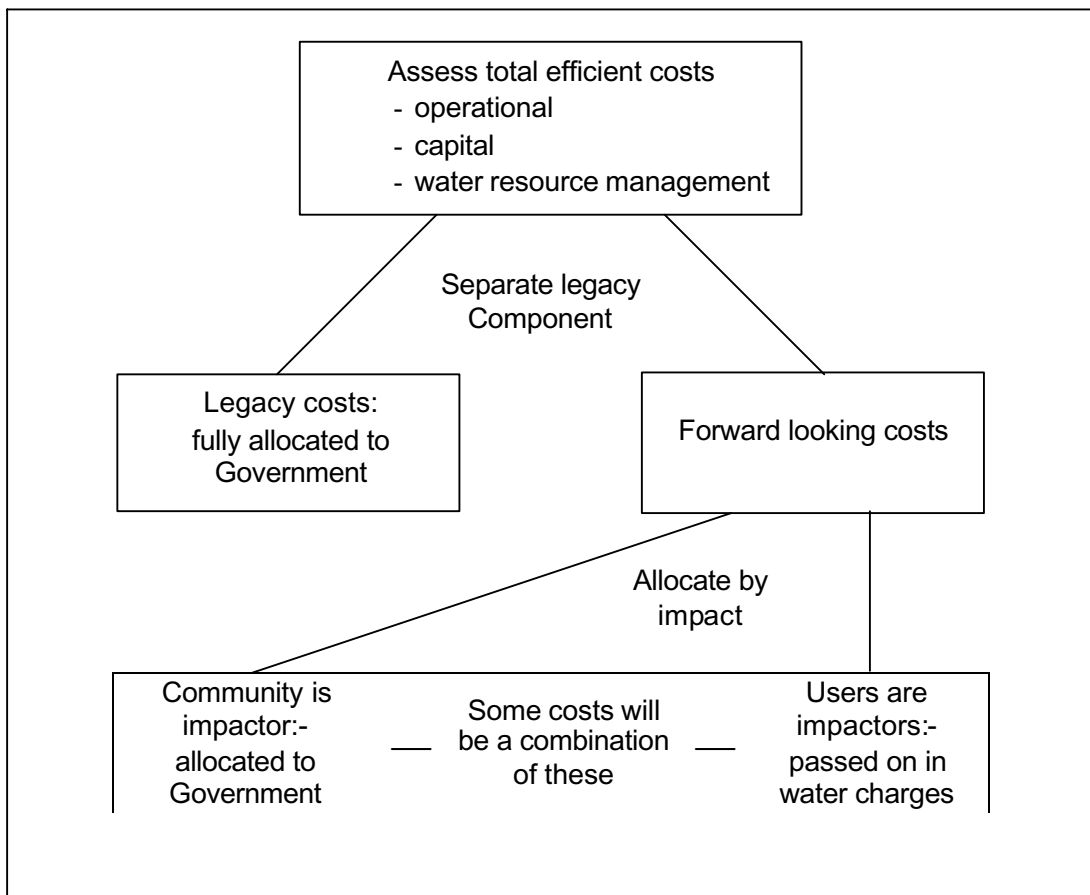 Assess total efficient costs
- operational
- capital
- water resource management
Separate legacy
Component
Legacy costs:
fully allocated to
Government
Forward looking costs
Allocate by
impact
Community is
impactor:-
allocated to
Government
Some costs will
be a combination
of these
Users are
impactors:-
passed on in
water charges